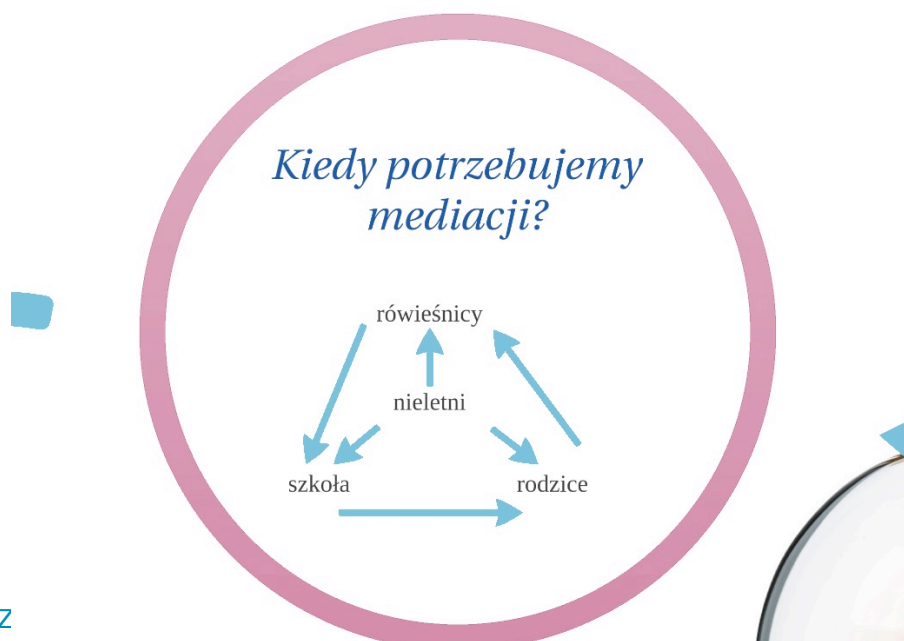 Kiedy potrzebujemy
mediacji?
rówieśnicy
nieletni
szkoła
rodzice
z